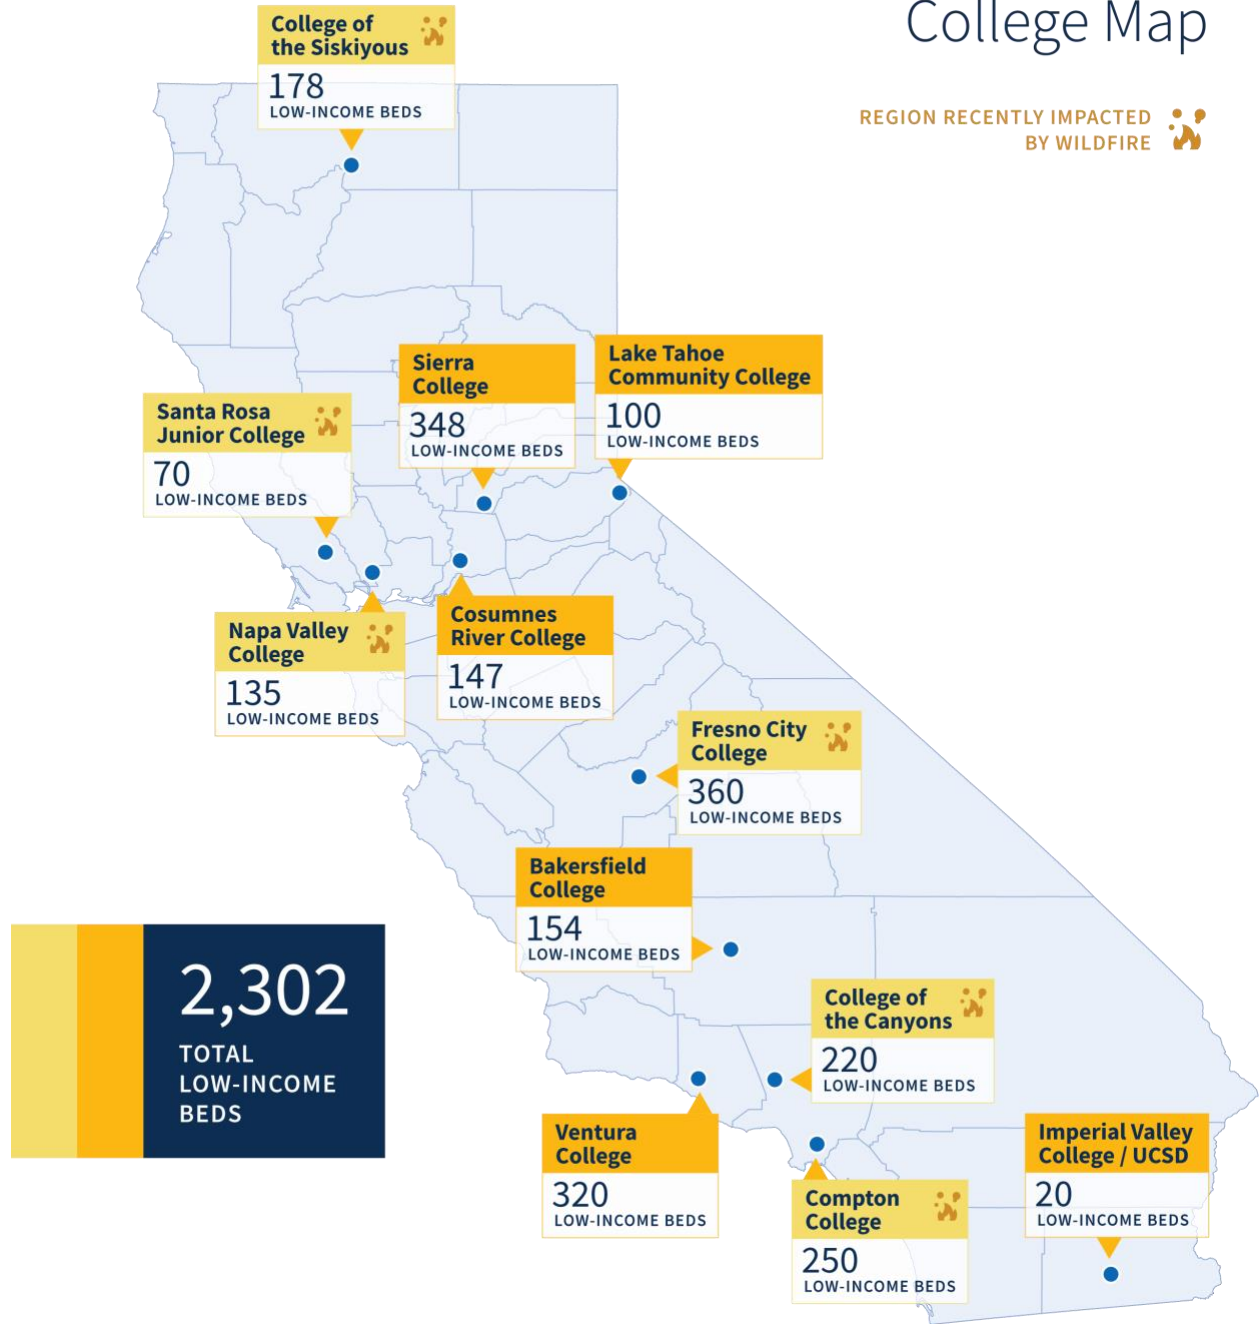 College Map
REGION RECENTLY IMPACTED
BY WILDFIRE
College of
the Siskiyous
178
LOW-INCOME BEDS
Sierra
College
348
LOW-INCOME BEDS
Lake Tahoe
Community College
100
LOW-INCOME BEDS
Santa Rosa
Junior College
70
LOW-INCOME BEDS
Napa Valley
College
135
LOW-INCOME BEDS
Cosumnes
River College
147
LOW-INCOME BEDS
Fresno City
College
360
LOW-INCOME BEDS
Bakersfield
College
154
LOW-INCOME BEDS
2,302
TOTAL
LOW-INCOME
BEDS
College of
the Canyons
220
LOW-INCOME BEDS
Ventura
College
320
LOW-INCOME BEDS
Compton
College
250
LOW-INCOME BEDS
Imperial Valley
College / UCSD
20
LOW-INCOME BEDS